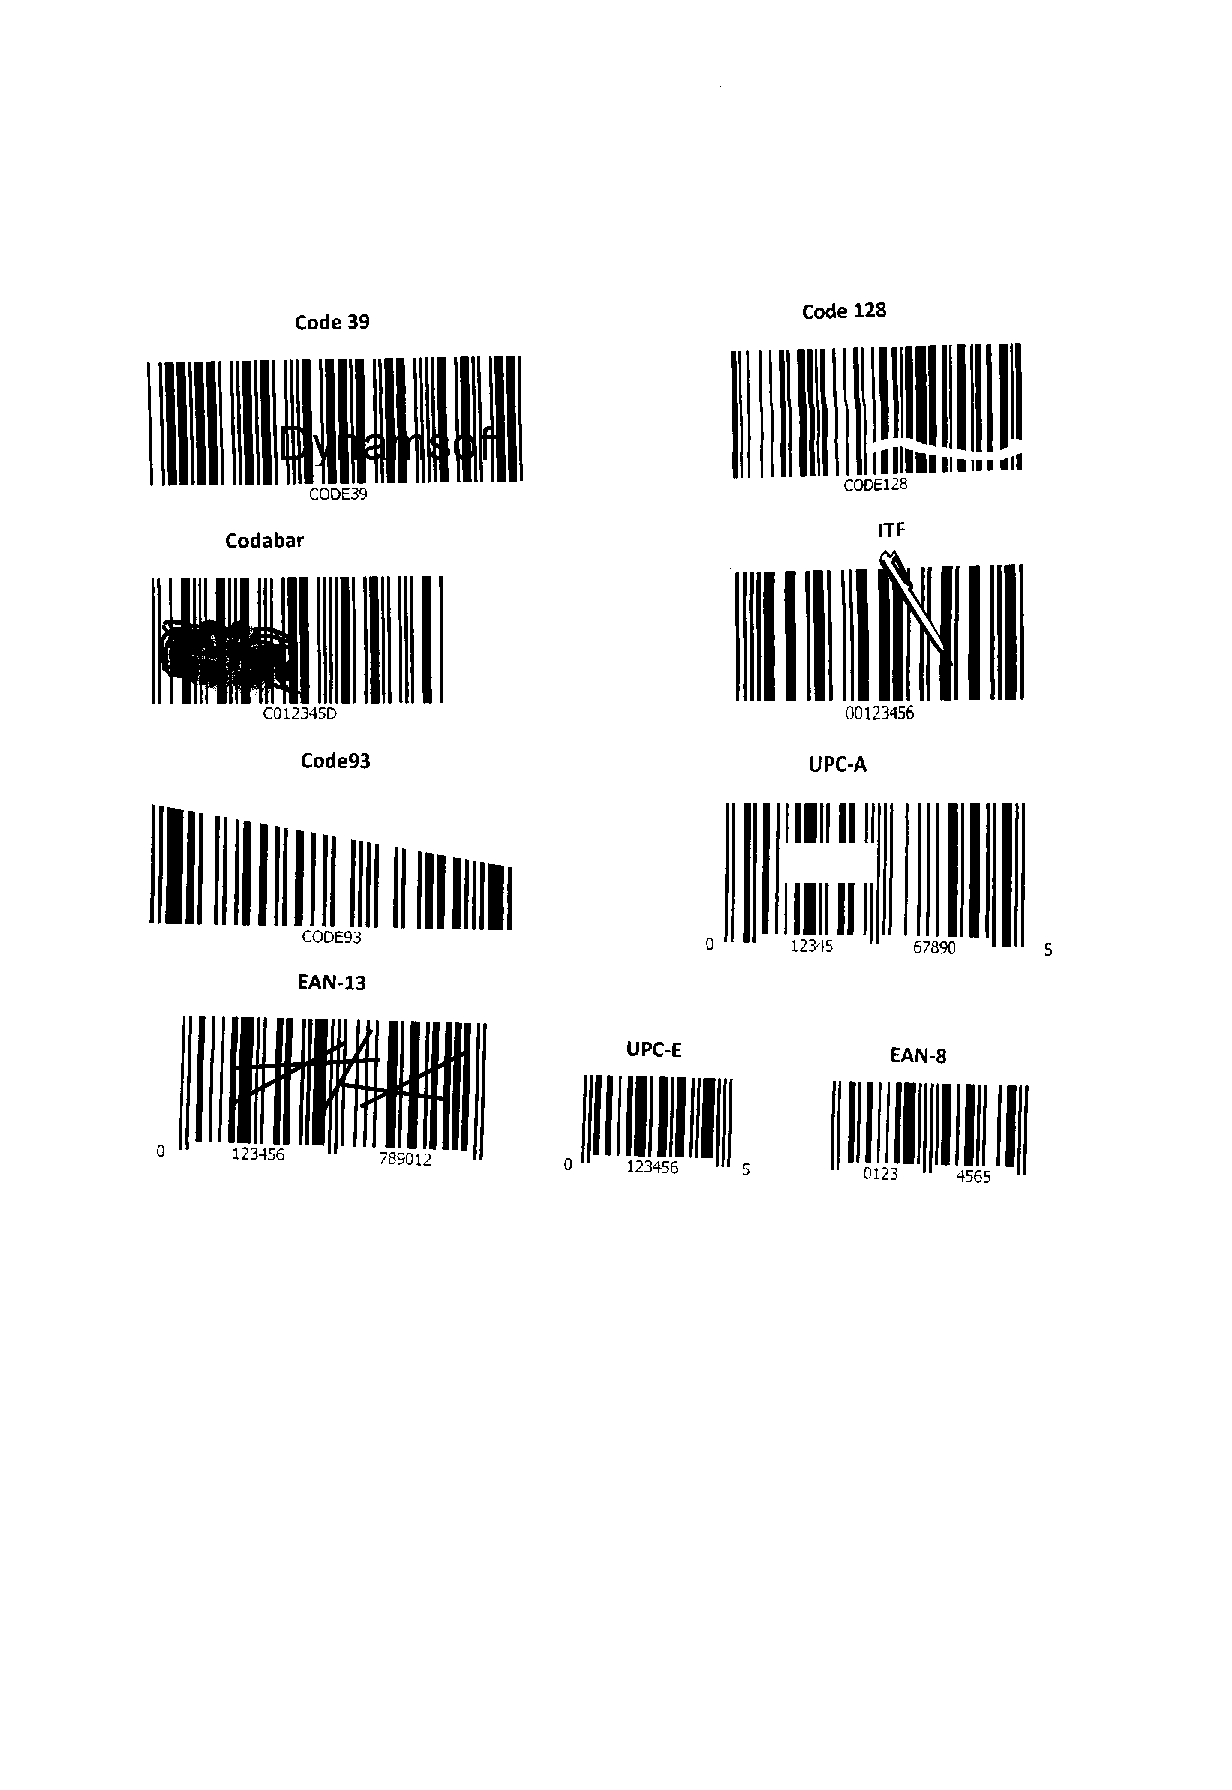 Code 39
Code 128
Dynamsof
CODE39
CODE128
Codabar
ITF
C012345D
00123456
Code93
UPC-A
CODE93
0 12345 67890 5
EAN-13
UPC-E
EAN-8
0 123456 789012
0 123456 5
0123 4565